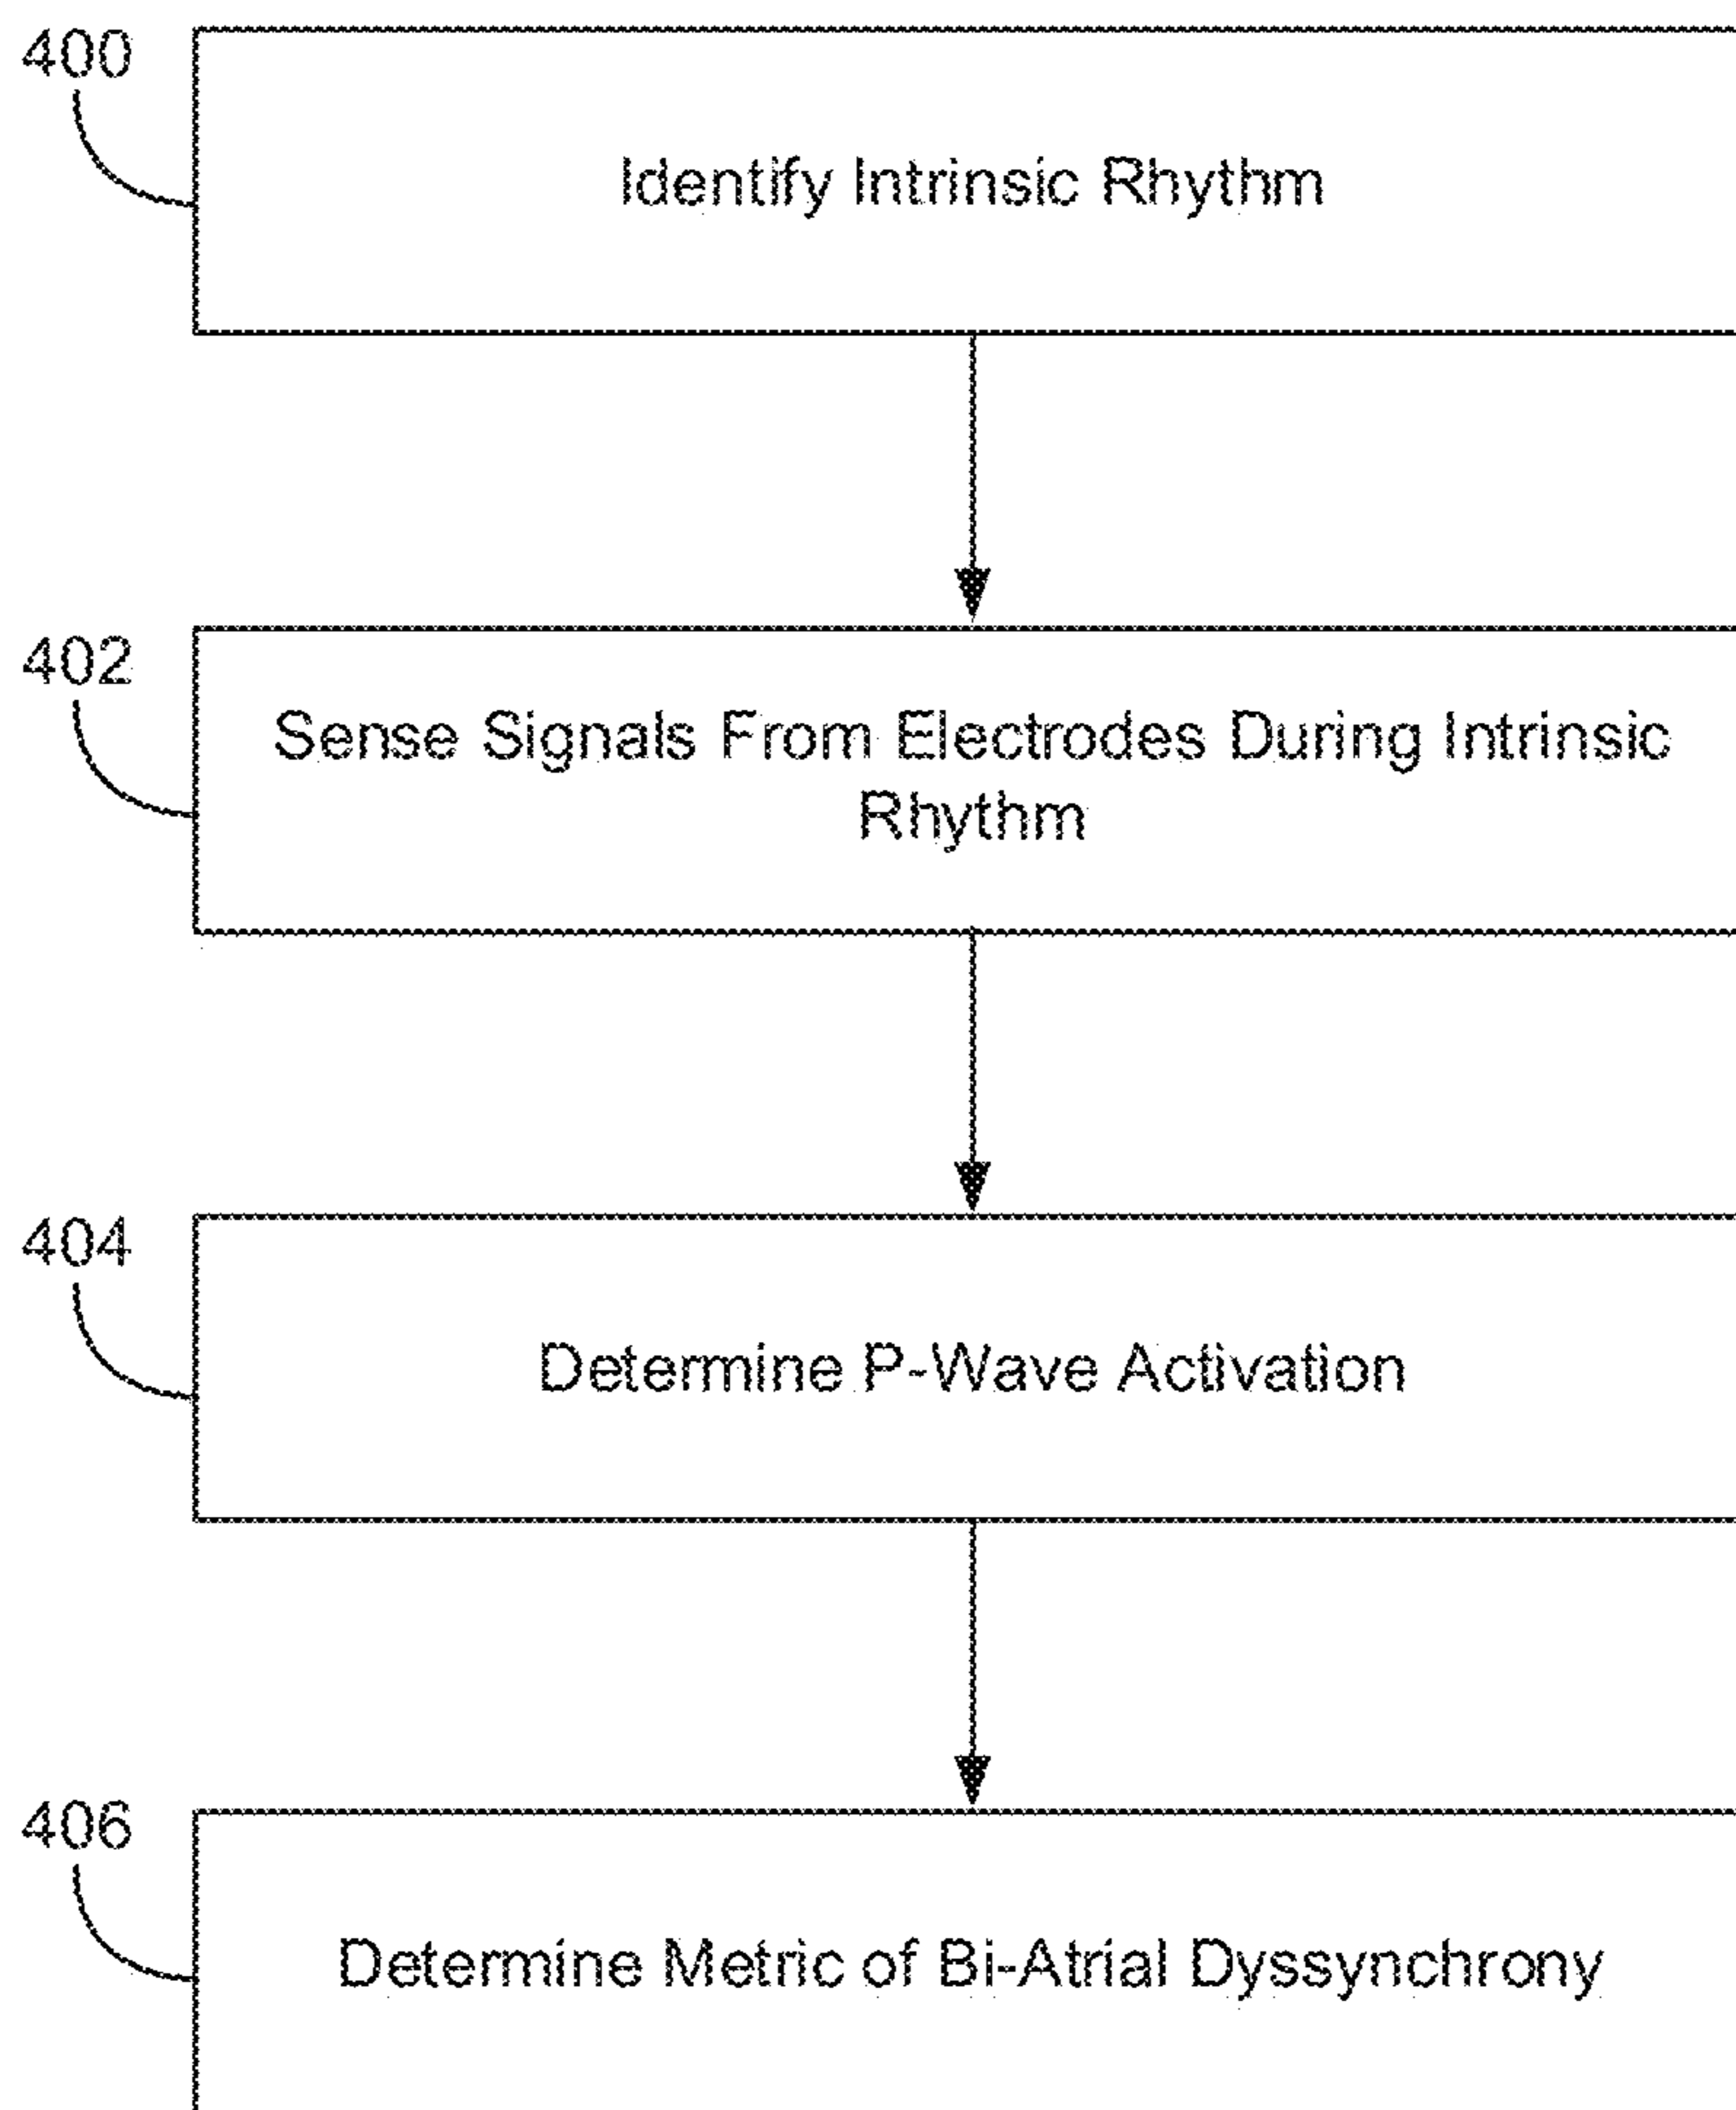 400
Identify Intrinsic Rhythm
402
Sense Signals From Electrodes During Intrinsic
Rhythm
404
Determine P-Wave Activation
406
Determine Metric of Bi-Atrial Dyssynchrony